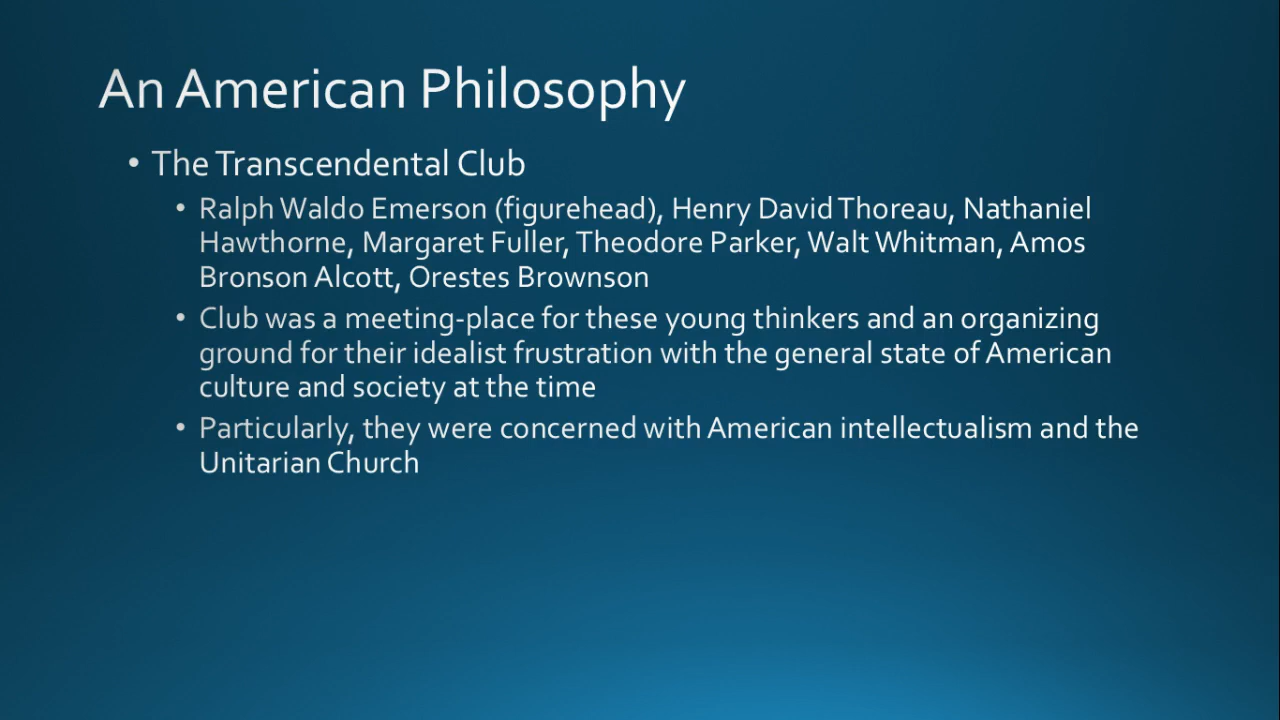 An American Philosophy
• The Transcendental Club
• Ralph Waldo Emerson (figurehead), Henry David Thoreau, Nathaniel
Hawthorne, Margaret Fuller, Theodore Parker, Walt Whitman, Amos
Bronson Alcott, Orestes Brownson
• Club was a meeting-place for these young thinkers and an organizing
ground for their idealist frustration with the general state of American
culture and society at the time
• Particularly, they were concerned with American intellectualism and the
Unitarian Church